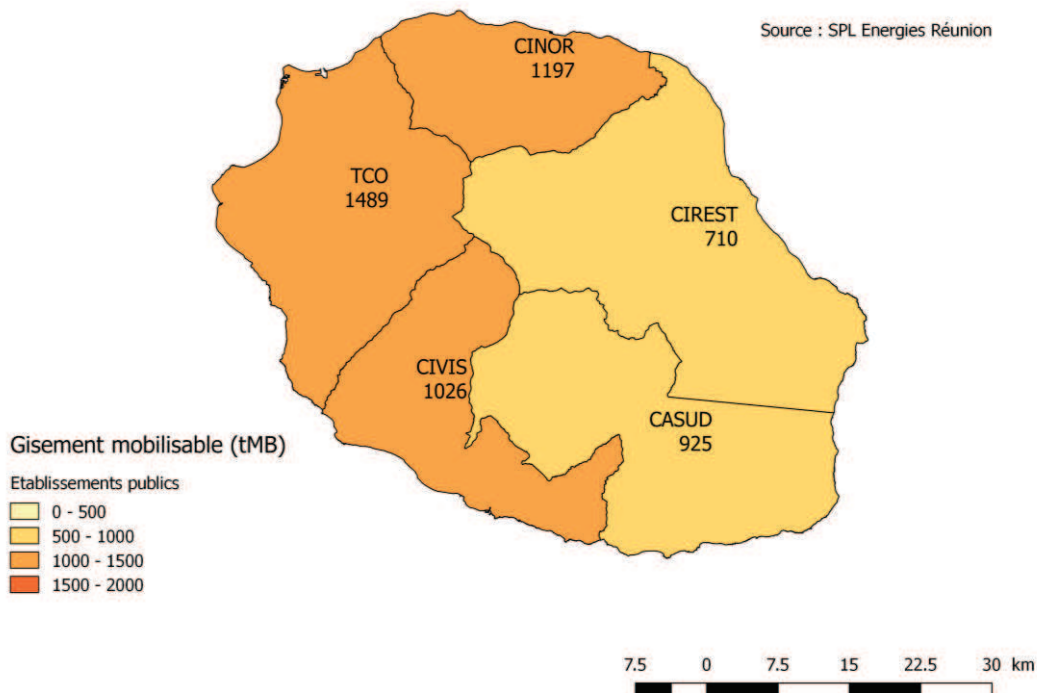 Source : SPL Energies Réunion
CINOR
1197
TCO
1489
CIREST
710
CIVIS
1026
CASUD
925
Gisement mobilisable (tMB)
Etablissements publics
0 - 500
500 - 1000
1000 - 1500
1500 - 2000
7.5 0 7.5 15 22.5 30 km